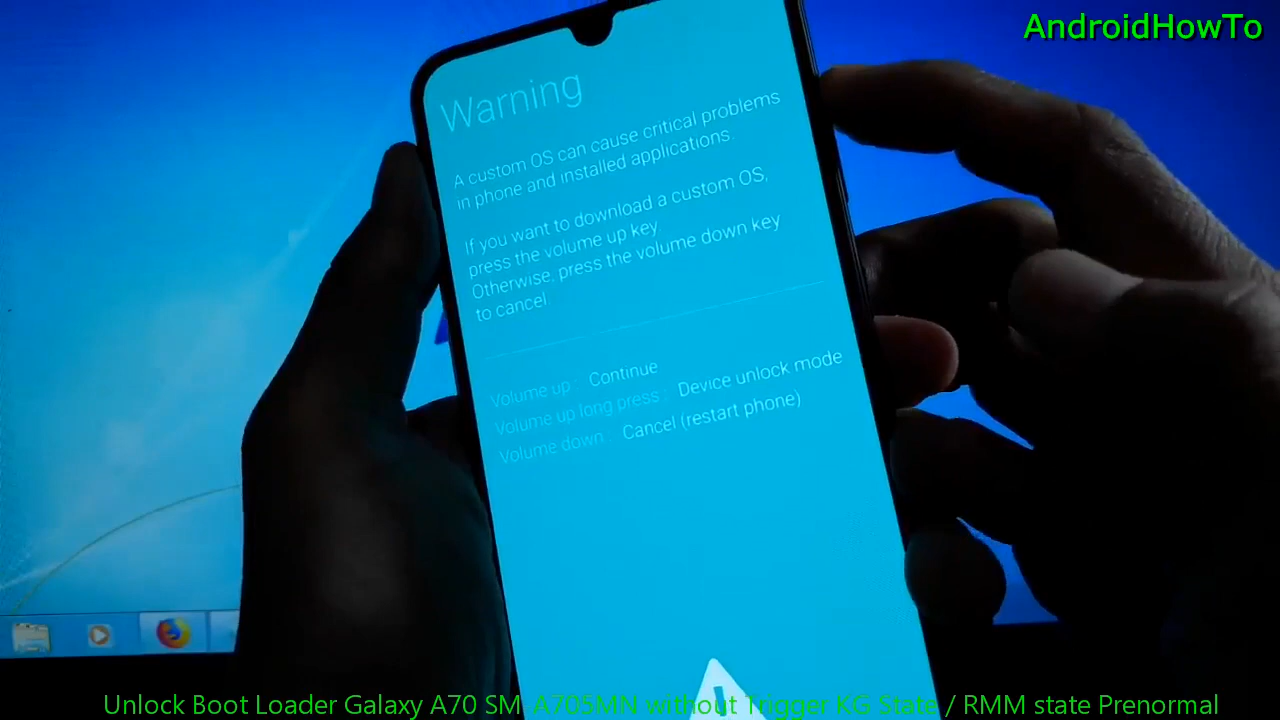 AndroidHowTo
Warning
A custom OS can cause critical problems
in phone and installed applications.
If you want to download a custom OS,
press the volume up key
Otherwise, press the volume down key
to cancel
Volume up : Continue
Volume up long press : Device unlock mode
Volume down : Cancel (restart phone)
Unlock Boot Loader Galaxy A70 SM-A705MN without Trigger KG State / RMM state Prenormal